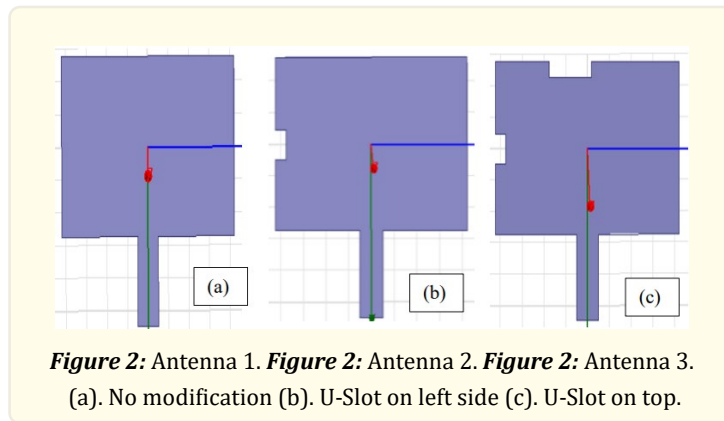 (a)
(b)
(c)
Figure 2: Antenna 1. Figure 2: Antenna 2. Figure 2: Antenna 3.
(a). No modification (b). U-Slot on left side (c). U-Slot on top.